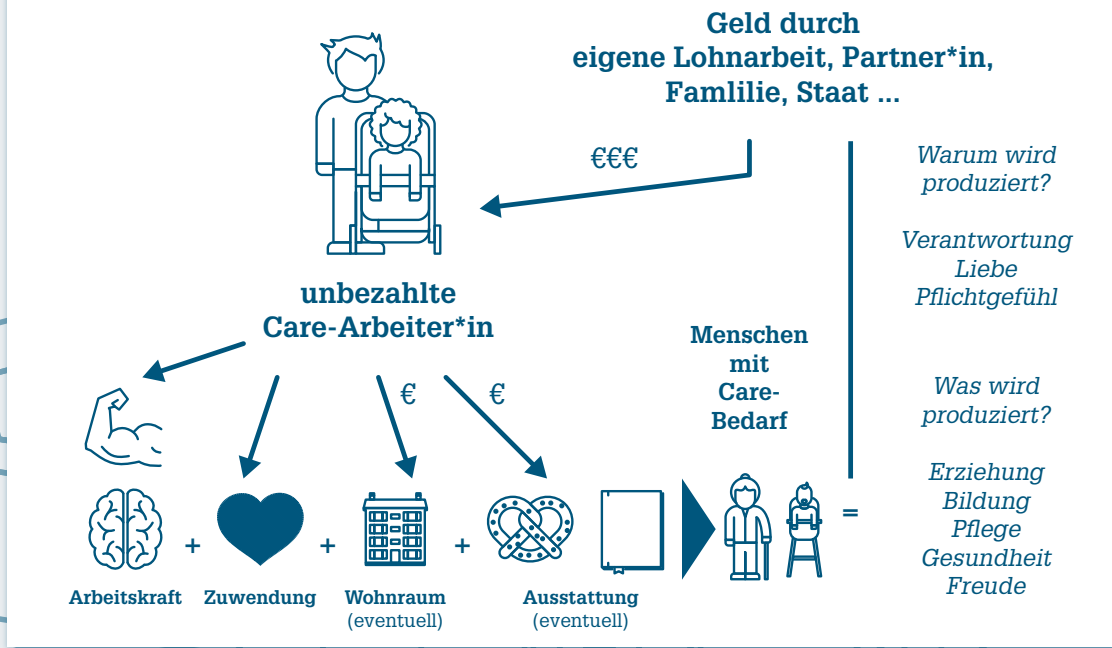 Geld durch
eigene Lohnarbeit, Partner*in,
Famlilie, Staat ...
€€€
unbezahlte
Care-Arbeiter*in
€
€
Menschen
mit
Care-
Bedarf
+
+
+
=
Arbeitskraft
Zuwendung
Wohnraum
(eventuell)
Ausstattung
(eventuell)
Warum wird
produziert?
Verantwortung
Liebe
Pflichtgefühl
Was wird
produziert?
Erziehung
Bildung
Pflege
Gesundheit
Freude